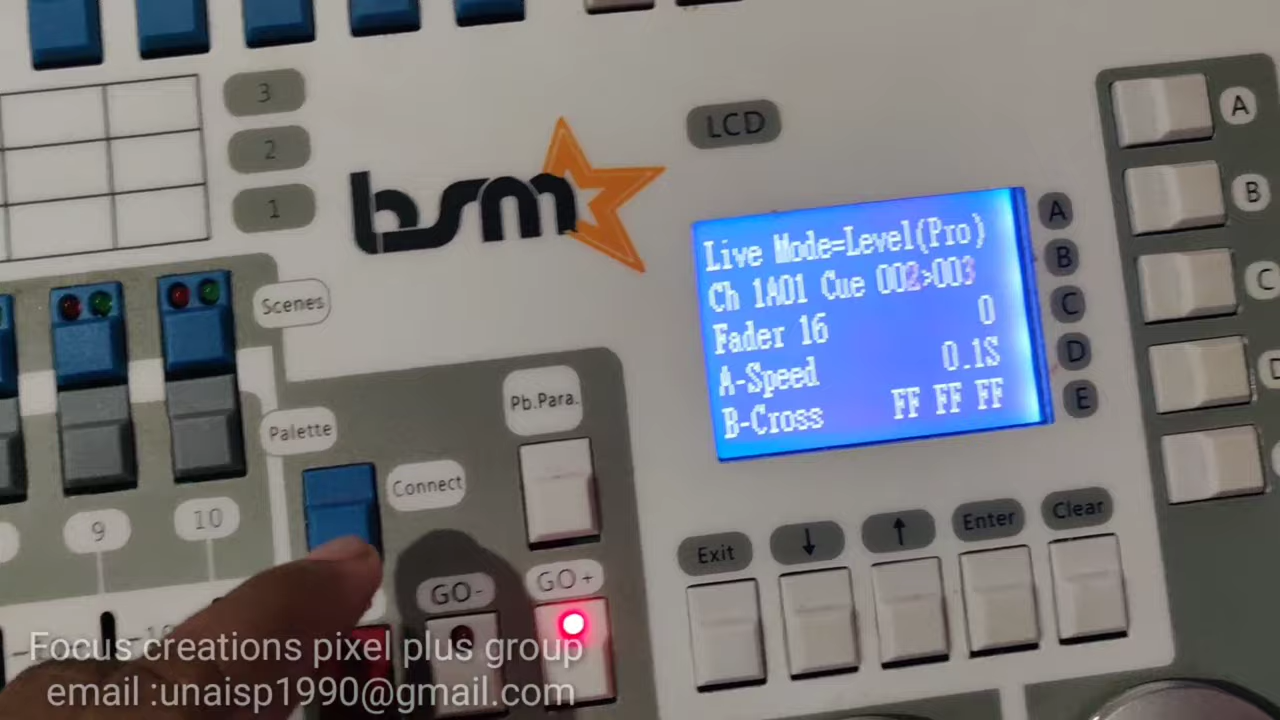 3
2
1
bsm
LCD
Live Mode=Level(Pro)
Ch 1A01 Cue 002>003
Fader 16 0
A-Speed 0.1S
B-Cross FF FF FF
A
B
C
D
E
A
B
C
Scenes
Palette
Connect
Pb.Para.
9
10
GO-
GO+
Exit
↓
↑
Enter
Clear
Focus creations pixel plus group
email :unaisp1990@gmail.com